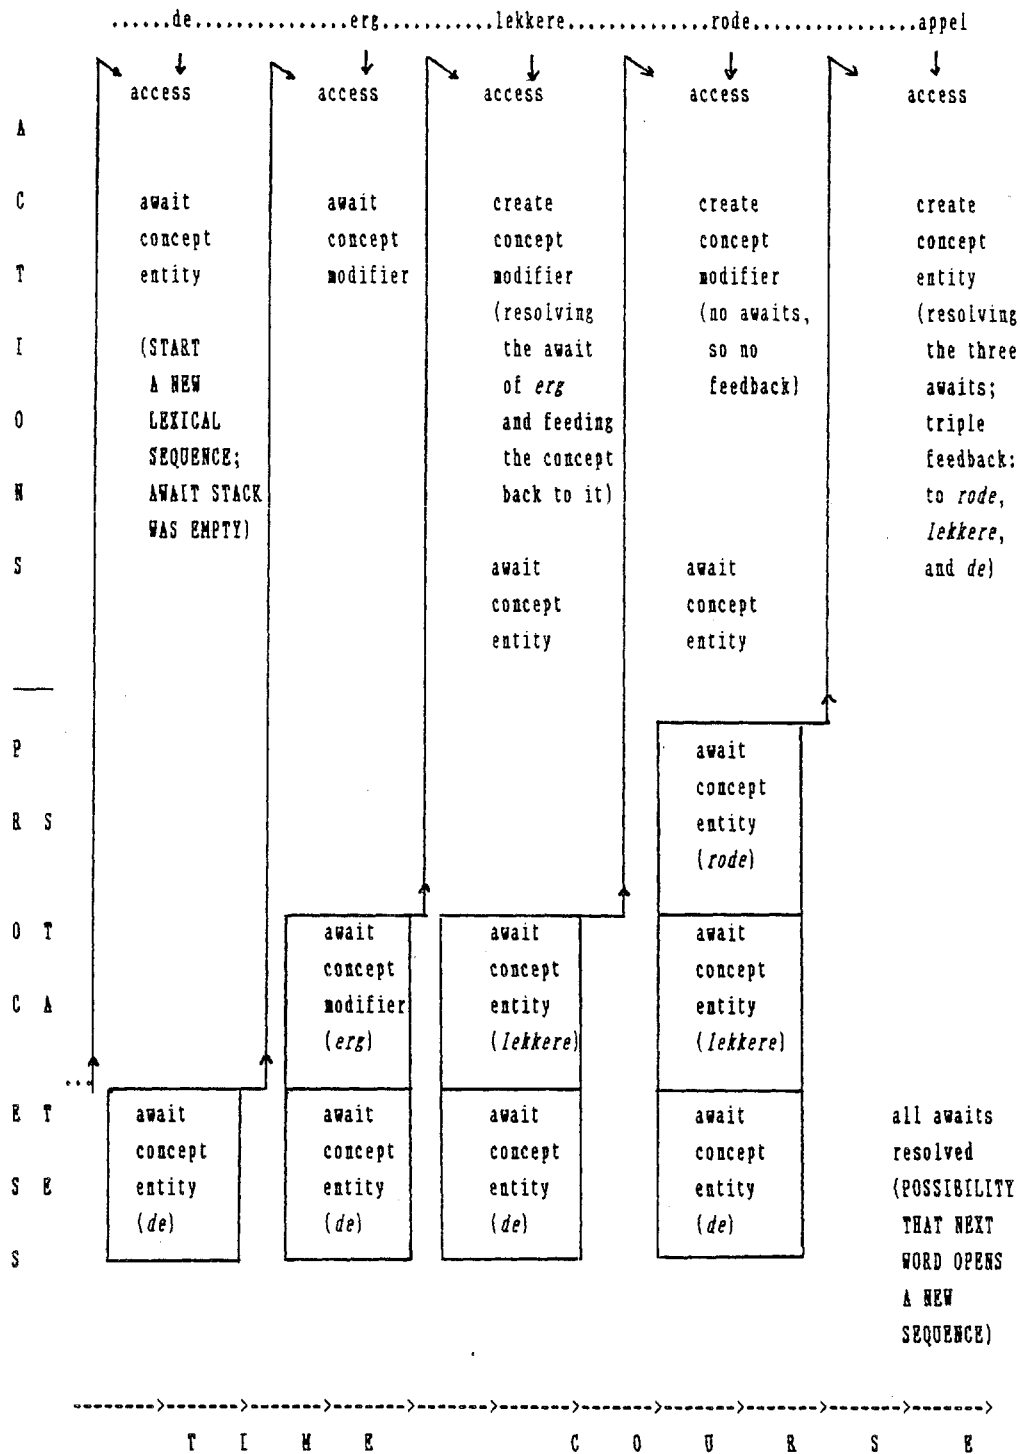 ......de...............erg..........lekkere..............rode................appel
access access access access access
A
C
T
I
O
N
S
await
concept
entity
(START
A NEW
LEXICAL
SEQUENCE;
AWAIT STACK
WAS EMPTY)
await
concept
modifier
create
concept
modifier
(resolving
the await
of erg
and feeding
the concept
back to it)
await
concept
entity
create
concept
modifier
(no awaits,
so no
feedback)
await
concept
entity
create
concept
entity
(resolving
the three
awaits;
triple
feedback:
to rode,
lekkere,
and de)
P
R S
O T
C A
E T
S E
S
...
await
concept
entity
(de)
await
concept
modifier
(erg)
await
concept
entity
(de)
await
concept
entity
(lekkere)
await
concept
entity
(de)
await
concept
entity
(rode)
await
concept
entity
(lekkere)
await
concept
entity
(de)
all awaits
resolved
(POSSIBILITY
THAT NEXT
WORD OPENS
A NEW
SEQUENCE)
------->------->------->------->------->------->------->------->------->------->------->
T I M E C O U R S E